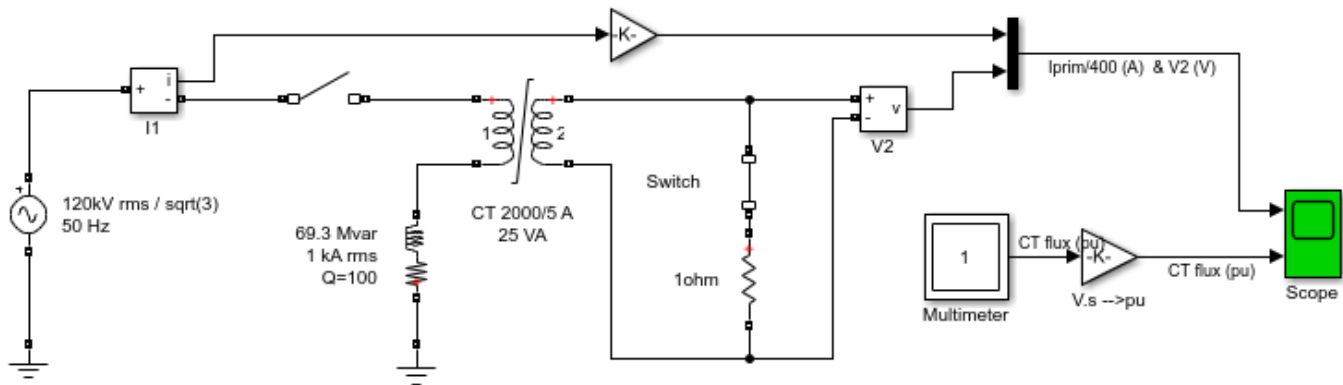 -K-
+
i
-
I1
1
2
+
-
v
V2
Iprim/400 (A) & V2 (V)
+
120kV rms / sqrt(3)
50 Hz
69.3 Mvar
1 kA rms
Q=100
CT 2000/5 A
25 VA
Switch
1ohm
1
Multimeter
CT flux (pu)
-K-
V.s -->pu
CT flux (pu)
Scope